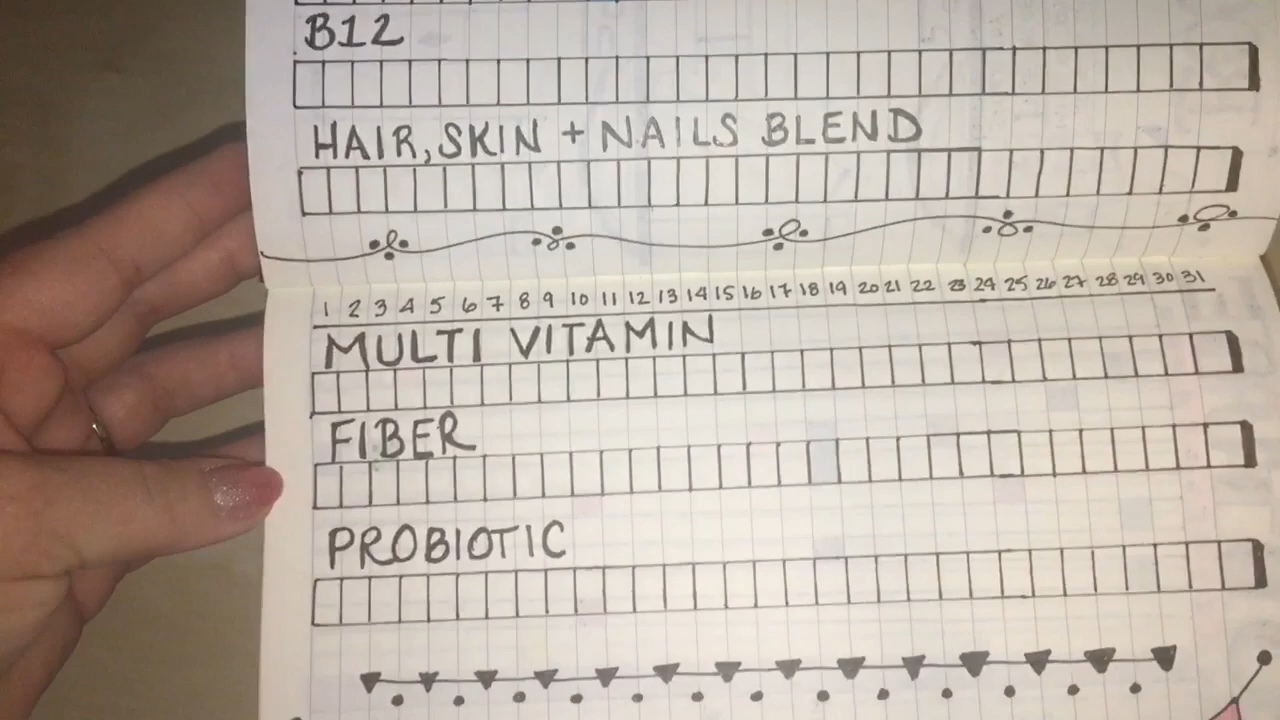 B12
HAIR, SKIN + NAILS BLEND
1 2 3 4 5 6 7 8 9 10 11 12 13 14 15 16 17 18 19 20 21 22 23 24 25 26 27 28 29 30 31
MULTI VITAMIN
FIBER
PROBIOTIC